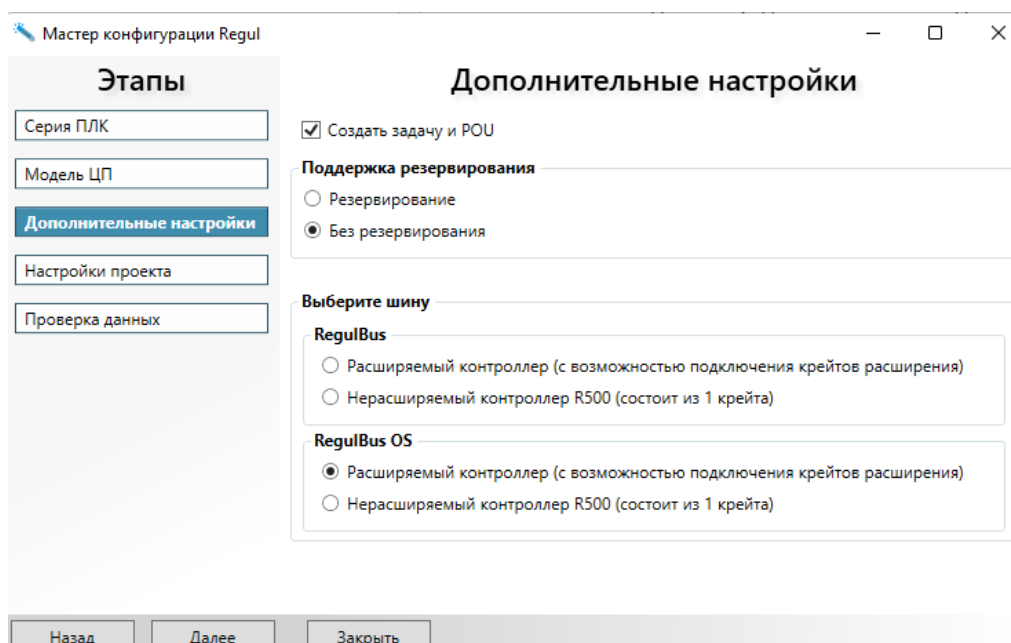 Мастер конфигурации Regul
Этапы
Серия ПЛК
Модель ЦП
Дополнительные настройки
Настройки проекта
Проверка данных
Дополнительные настройки
Создать задачу и POU
Поддержка резервирования
Резервирование
Без резервирования
Выберите шину
RegulBus
Расширяемый контроллер (с возможностью подключения крейтов расширения)
Нерасширяемый контроллер R500 (состоит из 1 крейта)
RegulBus OS
Расширяемый контроллер (с возможностью подключения крейтов расширения)
Нерасширяемый контроллер R500 (состоит из 1 крейта)
Назад Далее Закрыть